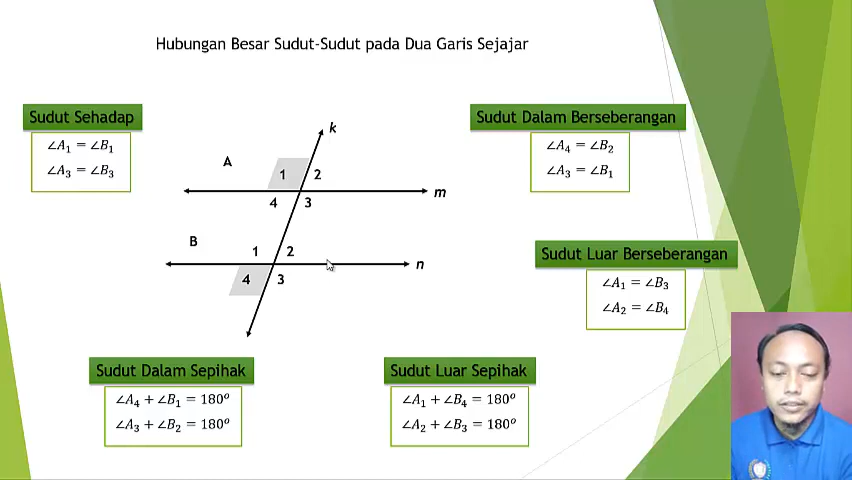 Hubungan Besar Sudut-Sudut pada Dua Garis Sejajar
Sudut Sehadap
∠A₁ = ∠B₁
∠A₃ = ∠B₃
Sudut Dalam Berseberangan
∠A₄ = ∠B₂
∠A₃ = ∠B₁
k
A
1 2
m
4 3
B
1 2
n
4 3
Sudut Luar Berseberangan
∠A₁ = ∠B₃
∠A₂ = ∠B₄
Sudut Dalam Sepihak
∠A₄ + ∠B₁ = 180°
∠A₃ + ∠B₂ = 180°
Sudut Luar Sepihak
∠A₁ + ∠B₄ = 180°
∠A₂ + ∠B₃ = 180°